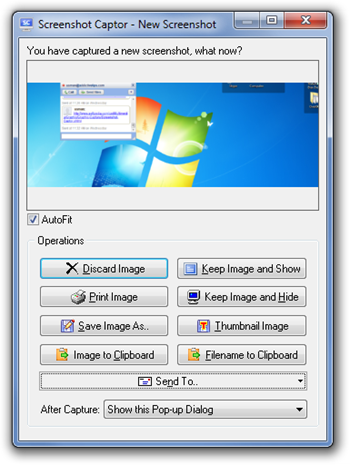 Screenshot Captor - New Screenshot
You have captured a new screenshot, what now?
AutoFit
Operations
Discard Image
Keep Image and Show
Print Image
Keep Image and Hide
Save Image As..
Thumbnail Image
Image to Clipboard
Filename to Clipboard
Send To..
After Capture: Show this Pop-up Dialog